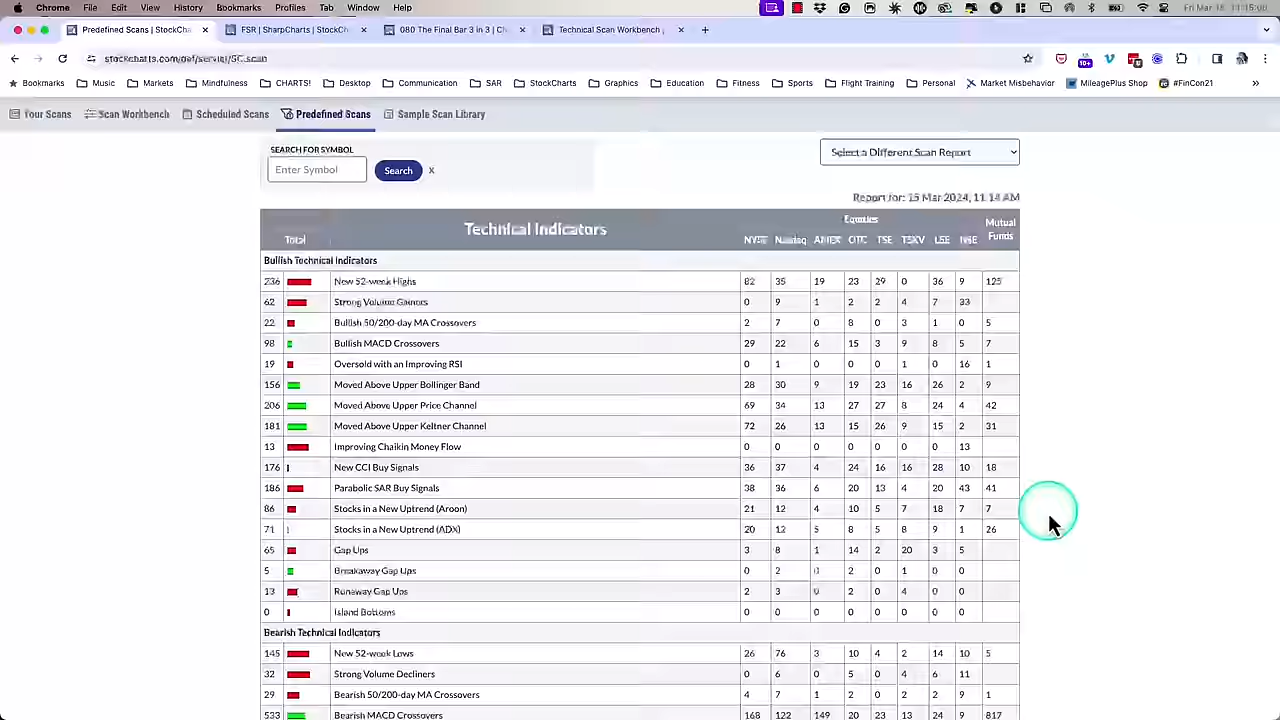 Chrome File Edit View History Bookmarks Profiles Tab Window Help
Predefined Scans | StockCha FSR | SharpCharts | StockCh 080 The Final Bar 3 in 3 | Ch Technical Scan Workbench
10+
Bookmarks Music Markets Mindfulness CHARTS! Desktop Communication SAR StockCharts Graphics Education Fitness Sports Flight Training Personal Market Misbehavior MileagePlus Shop #FinCon21 »
Your Scans Scan Workbench Scheduled Scans Predefined Scans Sample Scan Library
SEARCH FOR SYMBOL
Enter Symbol Search x
Select a Different Scan Report
Report for: 15 Mar 2024, 11:14 AM
Total Technical Indicators Equities Mutual Funds
NYSE Nasdaq AMEX OTC TSE TSXV LSE NSE
Bullish Technical Indicators
236 New 52-week Highs 82 35 19 23 29 0 36 9 125
62 Strong Volume Gainers 0 9 1 2 2 4 7 33
22 Bullish 50/200-day MA Crossovers 2 7 0 8 0 3 1 0 5
98 Bullish MACD Crossovers 29 22 6 15 3 9 8 5 7
19 Oversold with an Improving RSI 0 1 0 0 0 1 0 16 1
156 Moved Above Upper Bollinger Band 28 30 9 19 23 16 26 2 9
206 Moved Above Upper Price Channel 69 34 13 27 27 8 24 4 42
181 Moved Above Upper Keltner Channel 72 26 13 15 26 9 15 2 31
13 Improving Chaikin Money Flow 0 0 0 0 0 0 0 13
176 New CCI Buy Signals 36 37 4 24 16 16 28 10 18
186 Parabolic SAR Buy Signals 38 36 6 20 13 4 20 43 41
86 Stocks in a New Uptrend (Aroon) 21 12 4 10 5 7 18 7 7
71 Stocks in a New Uptrend (ADX) 20 12 5 8 5 8 9 1 26
65 Gap Ups 3 8 1 14 2 20 3 5
5 Breakaway Gap Ups 0 2 0 2 0 1 0 0
13 Runaway Gap Ups 2 3 0 2 0 4 0 0
0 Island Bottoms 0 0 0 0 0 0 0 0
Bearish Technical Indicators
145 New 52-week Lows 26 76 3 10 4 2 14 10 5
32 Strong Volume Decliners 0 6 0 5 0 4 6 11
29 Bearish 50/200-day MA Crossovers 4 7 1 2 0 2 2 9 1
533 Bearish MACD Crossovers 168 122 149 20 23 13 24 9 817